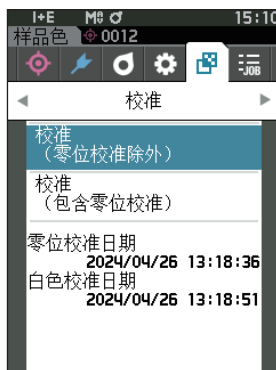 I+E M 15:10
样品色 0012
JOB
校准
校准
（零位校准除外）
校准
（包含零位校准）
零位校准日期
2024/04/26 13:18:36
白色校准日期
2024/04/26 13:18:51